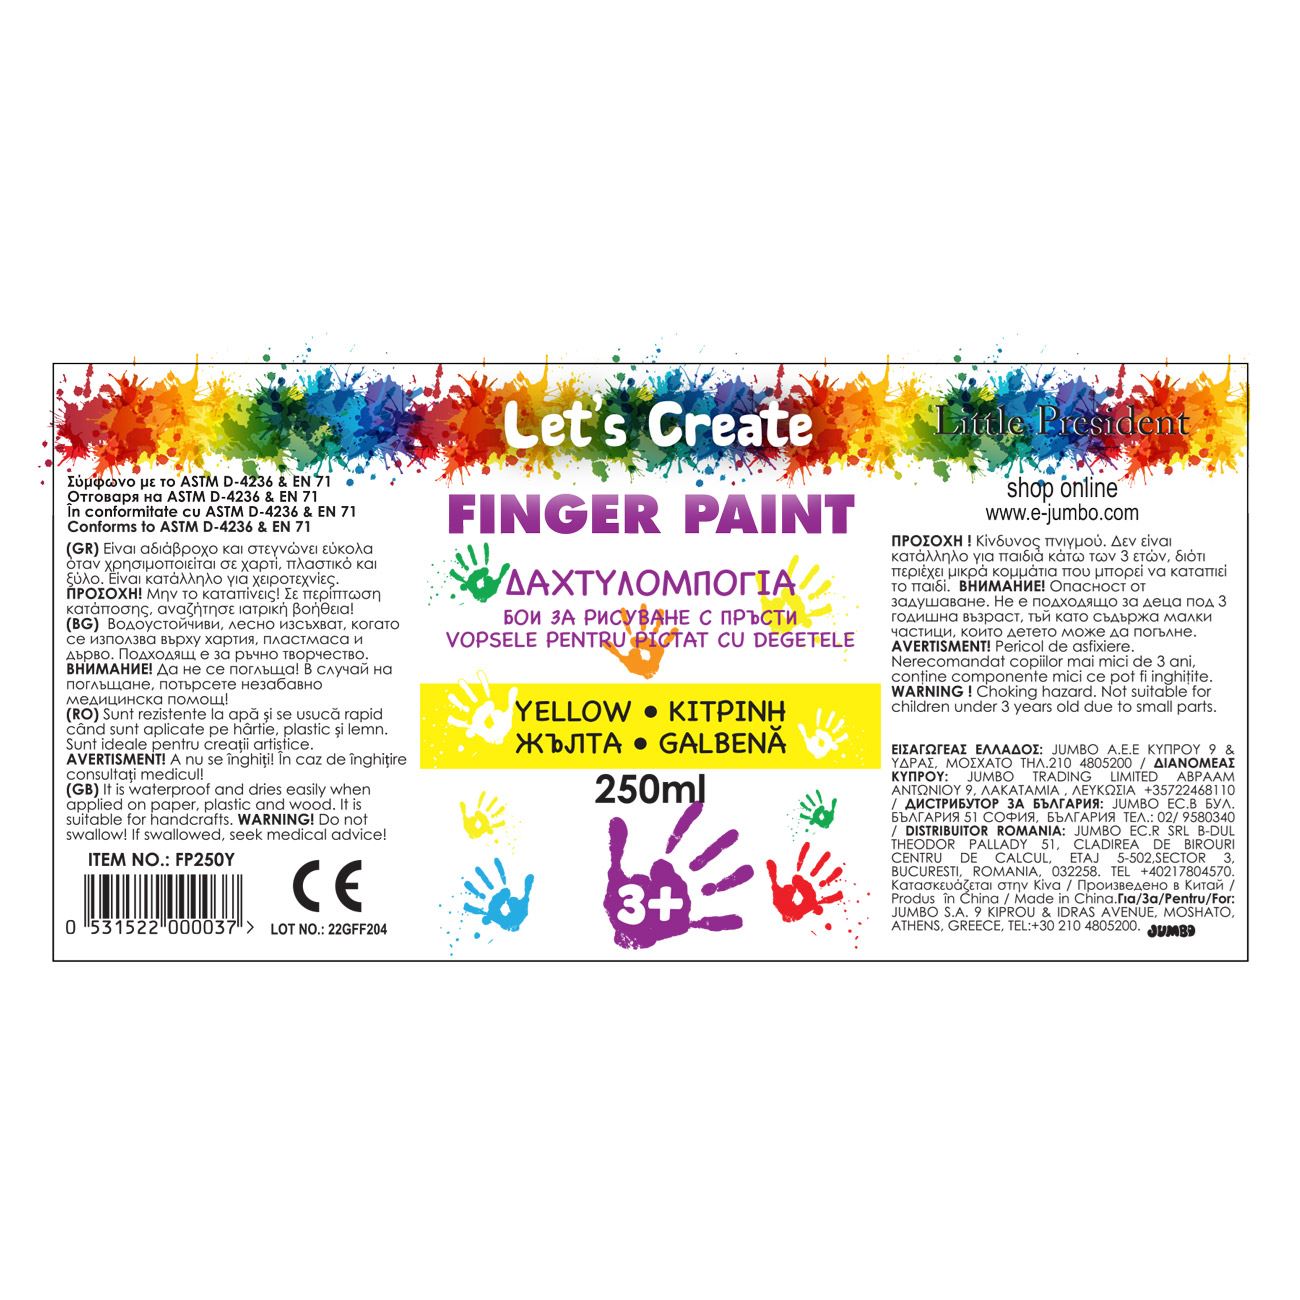 Let's Create
Little President
Σύμφωνο με το ASTM D-4236 & EN 71
Отговаря на ASTM D-4236 & EN 71
În conformitate cu ASTM D-4236 & EN 71
Conforms to ASTM D-4236 & EN 71
(GR) Είναι αδιάβροχο και στεγνώνει εύκολα
όταν χρησιμοποιείται σε χαρτί, πλαστικό και
ξύλο. Είναι κατάλληλο για χειροτεχνίες.
ΠΡΟΣΟΧΗ! Μην το καταπίνεις! Σε περίπτωση
κατάποσης, αναζήτησε ιατρική βοήθεια!
(BG) Водоустойчиви, лесно изсъхват, когато
се използва върху хартия, пластмаса и
дърво. Подходящ е за ръчно творчество.
ВНИМАНИЕ! Да не се поглъща! В случай на
поглъщане, потърсете незабавно
медицинска помощ!
(RO) Sunt rezistente la apă şi se usucă rapid
când sunt aplicate pe hârtie, plastic şi lemn.
Sunt ideale pentru creaţii artistice.
AVERTISMENT! A nu se înghiţi! În caz de înghiţire
consultaţi medicul!
(GB) It is waterproof and dries easily when
applied on paper, plastic and wood. It is
suitable for handcrafts. WARNING! Do not
swallow! If swallowed, seek medical advice!
ITEM NO.: FP250Y
0 531522 000037 >
CE
LOT NO.: 22GFF204
FINGER PAINT
ΔΑΧΤΥΛΟΜΠΟΓΙΑ
БОИ ЗА РИСУВАНЕ С ПРЪСТИ
VOPSELE PENTRU PICTAT CU DEGETELE
YELLOW • ΚΙΤΡΙΝΗ
ЖЪЛТА • GALBENĂ
250ml
3+
shop online
www.e-jumbo.com
ΠΡΟΣΟΧΗ ! Κίνδυνος πνιγμού. Δεν είναι
κατάλληλο για παιδιά κάτω των 3 ετών, διότι
περιέχει μικρά κομμάτια που μπορεί να καταπιεί
το παιδί. ВНИМАНИЕ! Опасност от
задушаване. Не е подходящо за деца под 3
годишна възраст, тъй като съдържа малки
частици, които детето може да погълне.
AVERTISMENT! Pericol de asfixiere.
Nerecomandat copiilor mai mici de 3 ani,
conţine componente mici ce pot fi inghiţite.
WARNING ! Choking hazard. Not suitable for
children under 3 years old due to small parts.
ΕΙΣΑΓΩΓΕΑΣ ΕΛΛΑΔΟΣ: JUMBO A.E.E ΚΥΠΡΟΥ 9 &
ΥΔΡΑΣ, ΜΟΣΧΑΤΟ ΤΗΛ.210 4805200 / ΔΙΑΝΟΜΕΑΣ
ΚΥΠΡΟΥ: JUMBO TRADING LIMITED ΑΒΡΑΑΜ
ΑΝΤΩΝΙΟΥ 9, ΛΑΚΑΤΑΜΙΑ , ΛΕΥΚΩΣΙΑ +35722468110
/ ДИСТРИБУТОР ЗА БЪЛГАРИЯ: JUMBO EC.B БУЛ.
БЪЛГАРИЯ 51 СОФИЯ, БЪЛГАРИЯ ТЕЛ.: 02/ 9580340
/ DISTRIBUITOR ROMANIA: JUMBO EC.R SRL B-DUL
THEODOR PALLADY 51, CLADIREA DE BIROURI
CENTRU DE CALCUL, ETAJ 5-502,SECTOR 3,
BUCURESTI, ROMANIA, 032258. TEL +40217804570.
Κατασκευάζεται στην Κίνα / Произведено в Китай /
Produs în China / Made in China.Για/За/Pentru/For:
JUMBO S.A. 9 KIPROU & IDRAS AVENUE, MOSHATO,
ATHENS, GREECE, TEL:+30 210 4805200. JUMBO